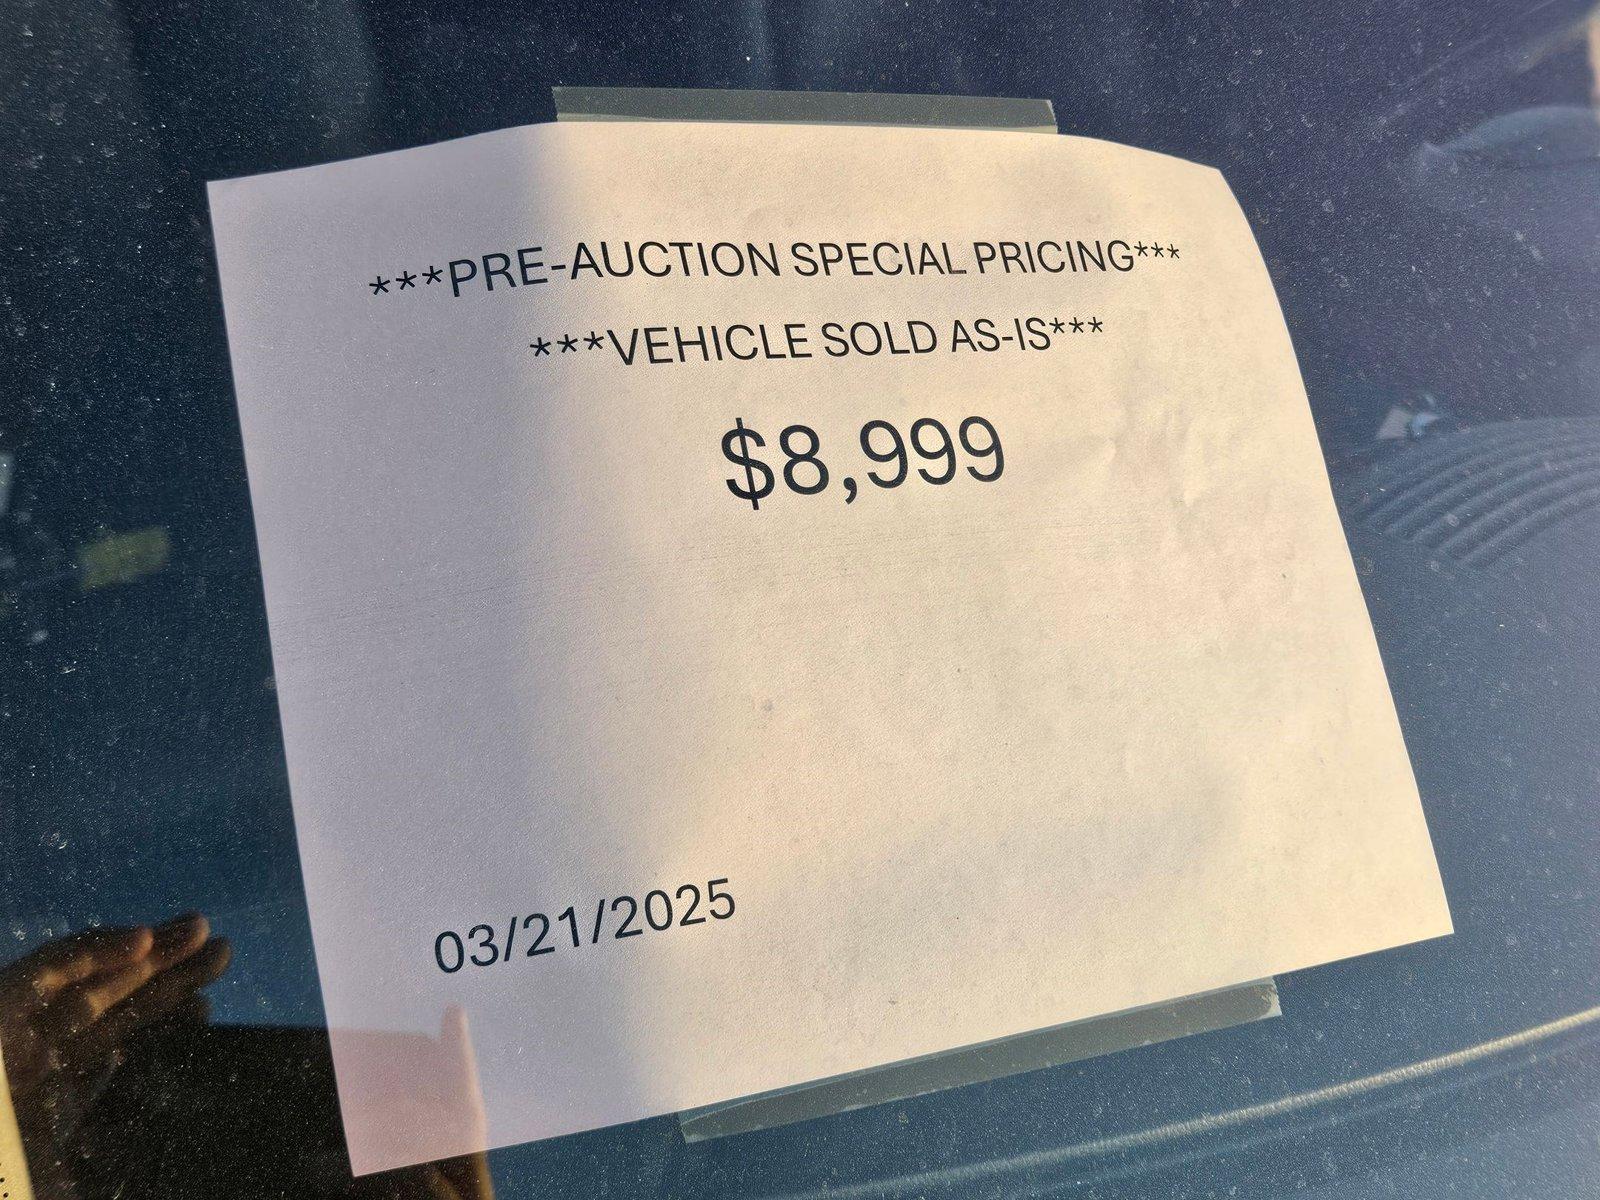 ***PRE-AUCTION SPECIAL PRICING***
***VEHICLE SOLD AS-IS***
$8,999
03/21/2025